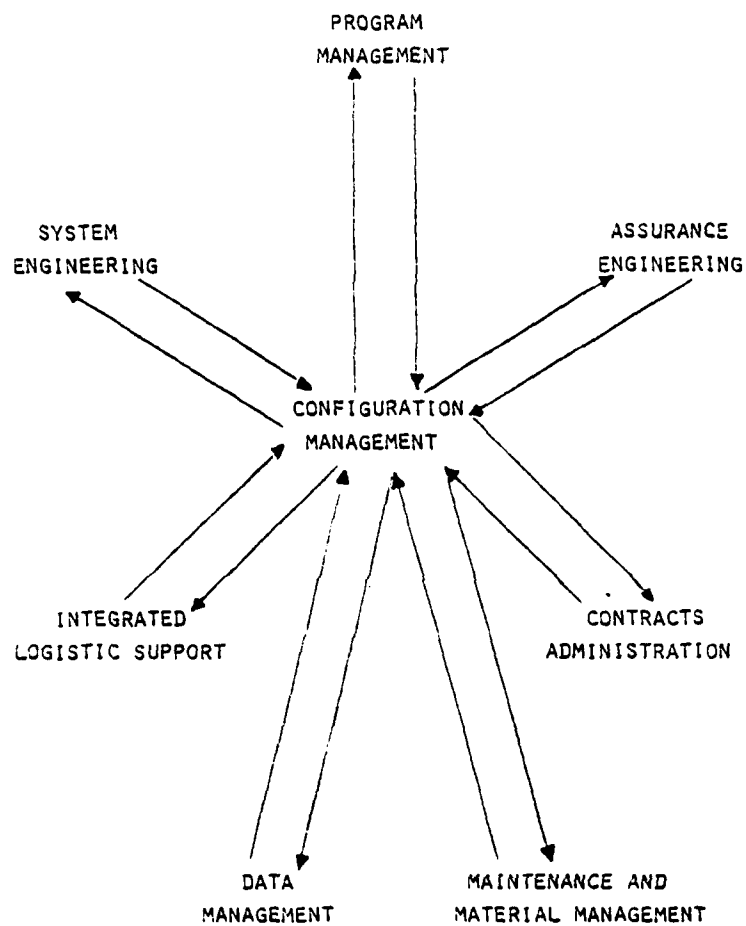 PROGRAM
MANAGEMENT
SYSTEM
ENGINEERING
ASSURANCE
ENGINEERING
CONFIGURATION
MANAGEMENT
INTEGRATED
LOGISTIC SUPPORT
CONTRACTS
ADMINISTRATION
DATA
MANAGEMENT
MAINTENANCE AND
MATERIAL MANAGEMENT